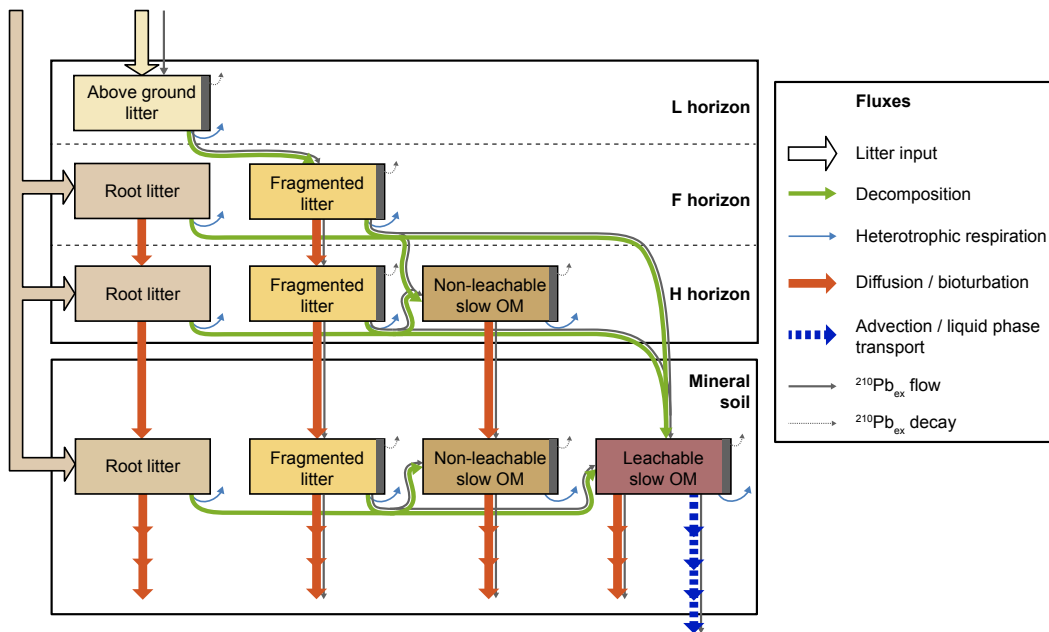 Above ground
litter
L horizon
Root litter
Fragmented
litter
F horizon
Root litter
Fragmented
litter
Non-leachable
slow OM
H horizon
Mineral
soil
Root litter
Fragmented
litter
Non-leachable
slow OM
Leachable
slow OM
Fluxes
Litter input
Decomposition
Heterotrophic respiration
Diffusion / bioturbation
Advection / liquid phase
transport
²¹⁰Pbₑₓ flow
²¹⁰Pbₑₓ decay